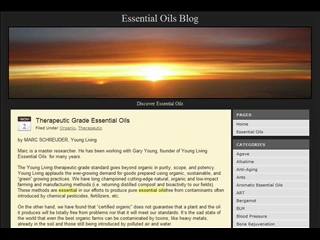 Essential Oils Blog
Discover Essential Oils
NOV
2
Therapeutic Grade Essential Oils
Filed Under Organic, Therapeutic
by MARC SCHREUDER, Young Living
Marc is a master researcher. He has been working with Gary Young, founder of Young Living
Essential Oils for many years.
The Young Living therapeutic standard goes beyond organic in purity, scope, and potency.
Young Living applauds the ever-growing demand for goods prepared using organic, sustainable, and
"green" growing practices. We have long championed cutting-edge natural, organic and low-impact
farming and manufacturing methods (i.e. returning distilled compost and bioactivity to our fields)
These methods are essential in our efforts to produce pure essential oils free from contaminants often
introduced by chemical pesticides, fertilizers, etc.
On the other hand, we have found that "certified organic" does not guarantee that a plant and the oil
it produces will be totally free from problems nor that it will meet our standards. It's the sad state of
the world that even the best organic farms can be contaminated by toxins, like heavy metals,
already in the soil and those still being introduced by polluted air and water.
PAGES
Home
Essential Oils
CATEGORIES
Agave
Alkaline
Anti-Aging
Ants
Aromatic Essential Oils
ART
Bergamot
BLM
Blood Pressure
Bone Rejuvenation